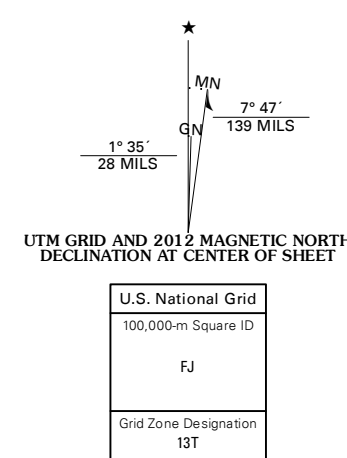 ★
MN
7° 47´
139 MILS
GN
1° 35´
28 MILS
UTM GRID AND 2012 MAGNETIC NORTH
DECLINATION AT CENTER OF SHEET
U.S. National Grid
100,000-m Square ID
FJ
Grid Zone Designation
13T